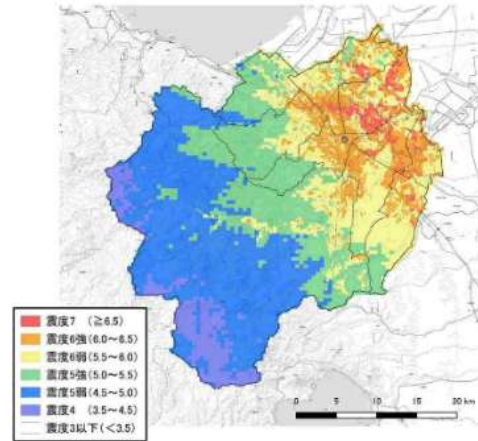 震度7 (≧6.5)
震度6強(6.0～6.5)
震度6弱(5.5～6.0)
震度5強(5.0～5.5)
震度5弱(4.5～5.0)
震度4 (3.5～4.5)
震度3以下(<3.5)
0 5 10 15 20 km